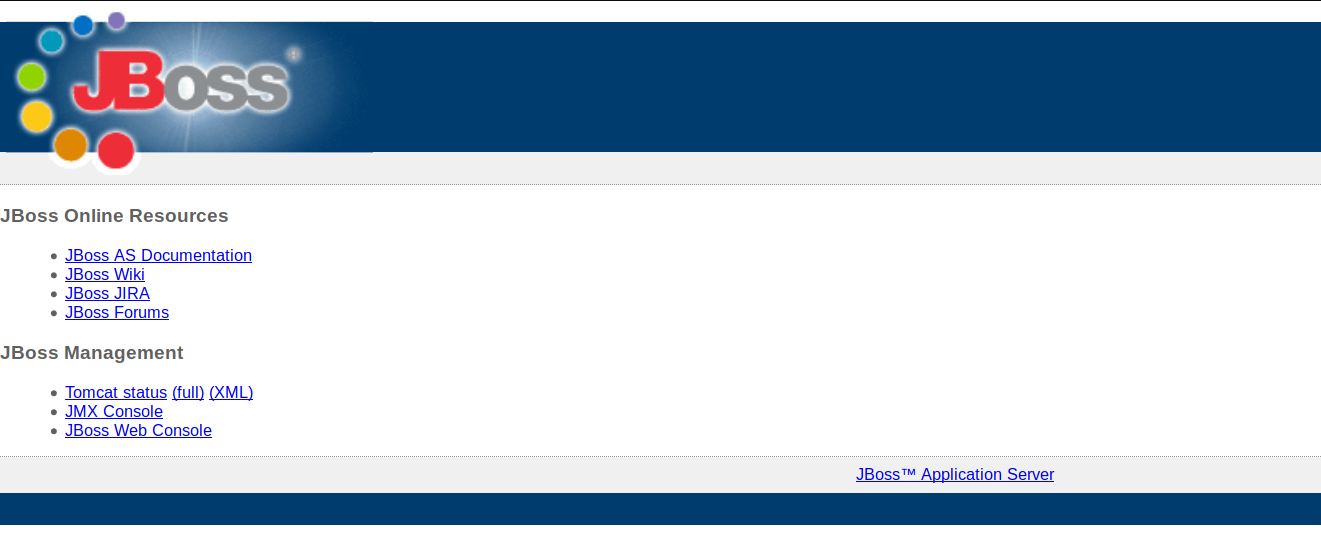 JBoss
JBoss Online Resources
JBoss AS Documentation
JBoss Wiki
JBoss JIRA
JBoss Forums
JBoss Management
Tomcat status (full) (XML)
JMX Console
JBoss Web Console
JBoss™ Application Server